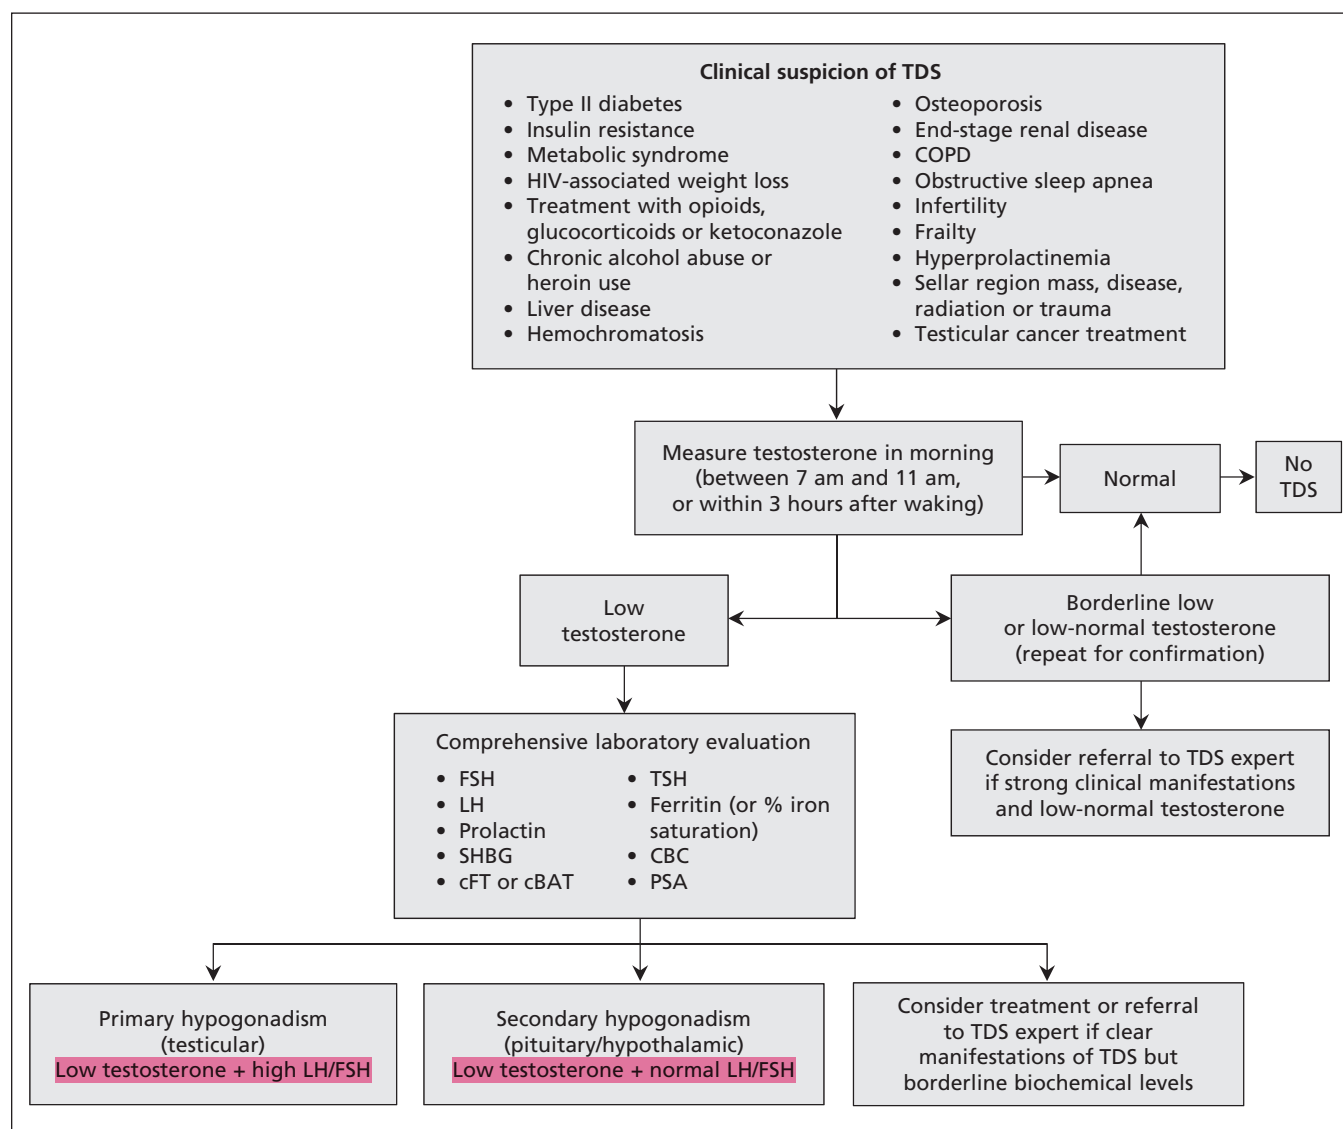 Clinical suspicion of TDS
• Type II diabetes
• Insulin resistance
• Metabolic syndrome
• HIV-associated weight loss
• Treatment with opioids,
glucocorticoids or ketoconazole
• Chronic alcohol abuse or
heroin use
• Liver disease
• Hemochromatosis
• Osteoporosis
• End-stage renal disease
• COPD
• Obstructive sleep apnea
• Infertility
• Frailty
• Hyperprolactinemia
• Sellar region mass, disease,
radiation or trauma
• Testicular cancer treatment
Measure testosterone in morning
(between 7 am and 11 am,
or within 3 hours after waking)
Normal
No
TDS
Low
testosterone
Borderline low
or low-normal testosterone
(repeat for confirmation)
Comprehensive laboratory evaluation
• FSH
• LH
• Prolactin
• SHBG
• cFT or cBAT
• TSH
• Ferritin (or % iron
saturation)
• CBC
• PSA
Consider referral to TDS expert
if strong clinical manifestations
and low-normal testosterone
Primary hypogonadism
(testicular)
Low testosterone + high LH/FSH
Secondary hypogonadism
(pituitary/hypothalamic)
Low testosterone + normal LH/FSH
Consider treatment or referral
to TDS expert if clear
manifestations of TDS but
borderline biochemical levels